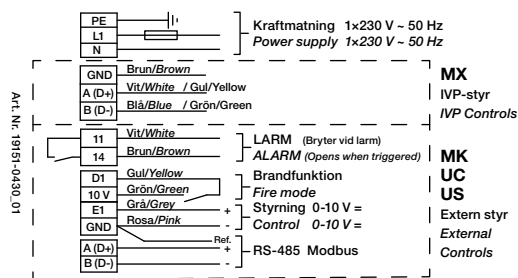 PE
L1
N
Kraftmatning 1×230 V ~ 50 Hz
Power supply 1×230 V ~ 50 Hz
GND Brun/Brown
A (D+) Vit/White / Gul/Yellow
B (D-) Blå/Blue / Grön/Green
MX
IVP-styr
IVP Controls
Art. Nr. 19151-0430_01
11 Vit/White
14 Brun/Brown
LARM (Bryter vid larm)
ALARM (Opens when triggered)
D1 Gul/Yellow
10 V Grön/Green
Brandfunktion
Fire mode
E1 Grå/Grey +
GND Rosa/Pink -
Styrning 0-10 V =
Control 0-10 V =
MK
UC
US
Extern styr
External
Controls
Ref.
A (D+) +
B (D-) -
RS-485 Modbus